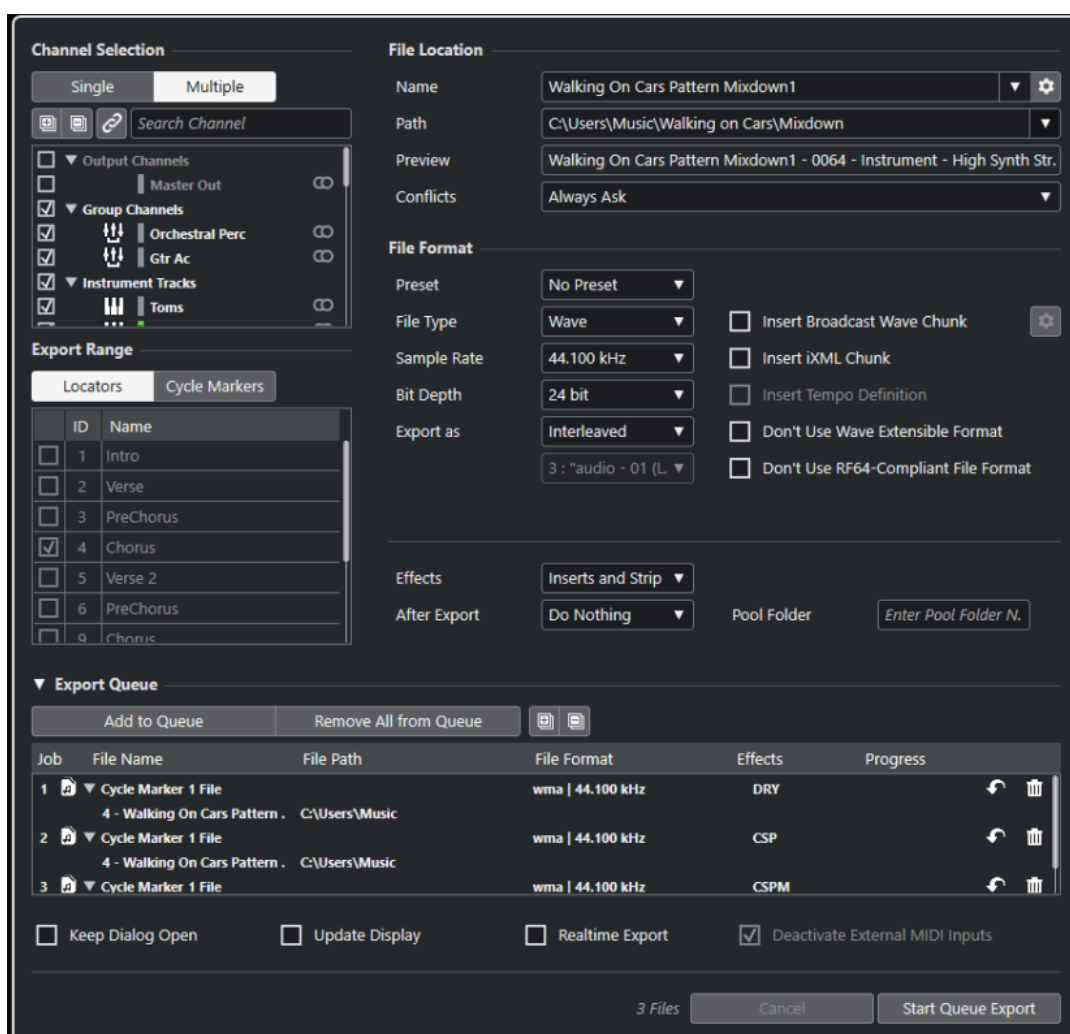 Channel Selection
Single Multiple
Search Channel
Output Channels
Master Out
Group Channels
Orchestral Perc
Gtr Ac
Instrument Tracks
Toms
Export Range
Locators Cycle Markers
ID Name
1 Intro
2 Verse
3 PreChorus
4 Chorus
5 Verse 2
6 PreChorus
9 Chorus
File Location
Name Walking On Cars Pattern Mixdown1
Path C:\Users\Music\Walking on Cars\Mixdown
Preview Walking On Cars Pattern Mixdown1 - 0064 - Instrument - High Synth Str.
Conflicts Always Ask
File Format
Preset No Preset
File Type Wave Insert Broadcast Wave Chunk
Sample Rate 44.100 kHz Insert iXML Chunk
Bit Depth 24 bit Insert Tempo Definition
Export as Interleaved Don't Use Wave Extensible Format
3 : "audio - 01 (L. Don't Use RF64-Compliant File Format
Effects Inserts and Strip
After Export Do Nothing Pool Folder Enter Pool Folder N.
Export Queue
Add to Queue Remove All from Queue
Job File Name File Path File Format Effects Progress
1 Cycle Marker 1 File wma | 44.100 kHz DRY
4 - Walking On Cars Pattern . C:\Users\Music
2 Cycle Marker 1 File wma | 44.100 kHz CSP
4 - Walking On Cars Pattern . C:\Users\Music
3 Cycle Marker 1 File wma | 44.100 kHz CSPM
Keep Dialog Open Update Display Realtime Export Deactivate External MIDI Inputs
3 Files Cancel Start Queue Export